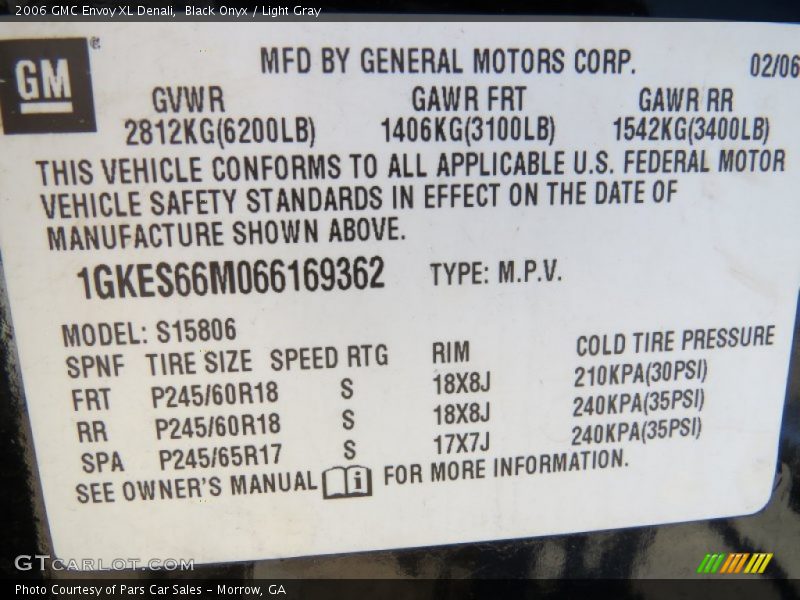 2006 GMC Envoy XL Denali,  Black Onyx / Light Gray
GM ®
MFD BY GENERAL MOTORS CORP. 02/06
GVWR GAWR FRT GAWR RR
2812KG(6200LB) 1406KG(3100LB) 1542KG(3400LB)
THIS VEHICLE CONFORMS TO ALL APPLICABLE U.S. FEDERAL MOTOR
VEHICLE SAFETY STANDARDS IN EFFECT ON THE DATE OF
MANUFACTURE SHOWN ABOVE.
1GKES66M066169362 TYPE: M.P.V.
MODEL: S15806
SPNF TIRE SIZE SPEED RTG RIM COLD TIRE PRESSURE
FRT P245/60R18 S 18X8J 210KPA(30PSI)
RR P245/60R18 S 18X8J 240KPA(35PSI)
SPA P245/65R17 S 17X7J 240KPA(35PSI)
SEE OWNER'S MANUAL i FOR MORE INFORMATION.
GTCARLOT.COM
Photo Courtesy of Pars Car Sales - Morrow, GA